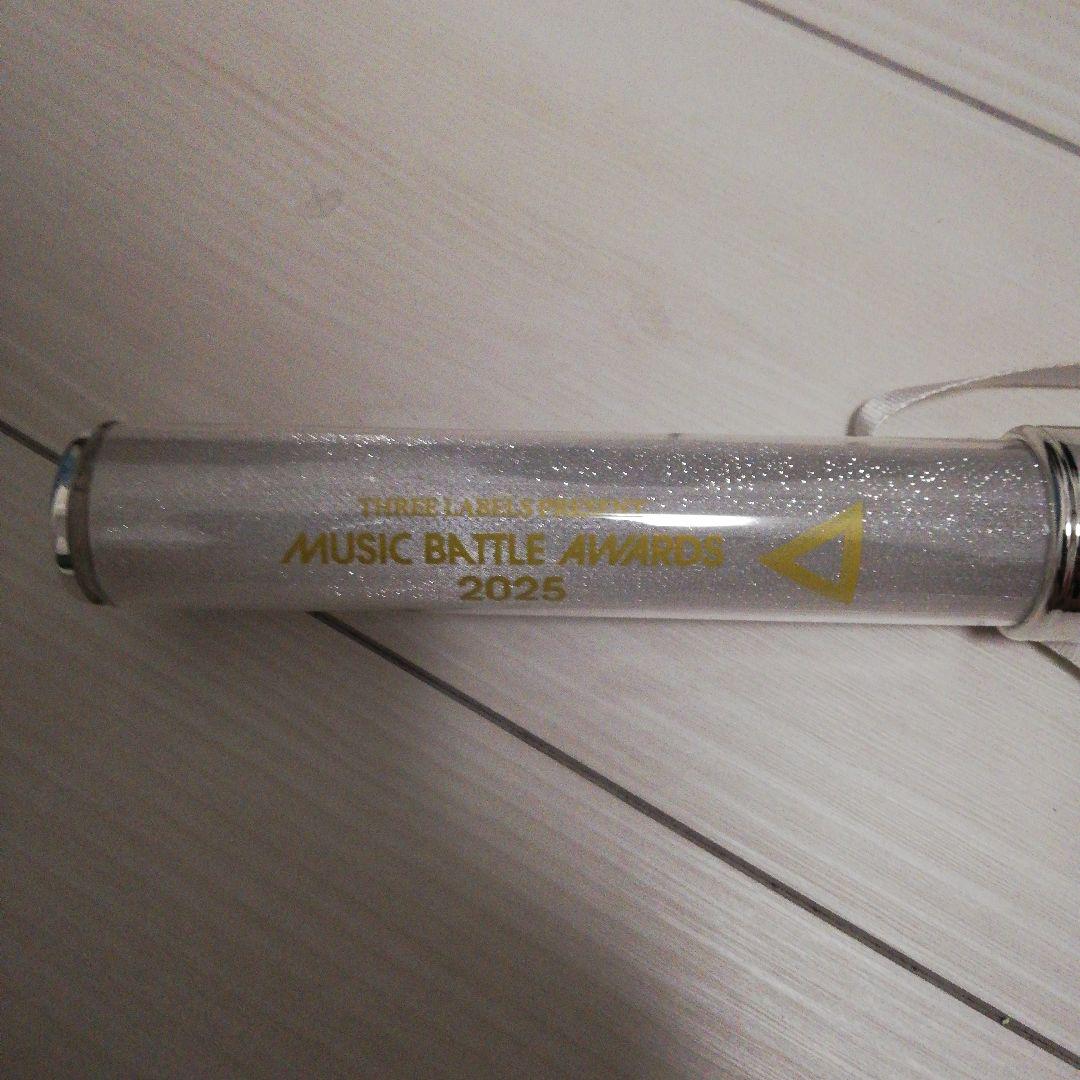 THREE LABELS PRESENT
MUSIC BATTLE AWARDS
2025